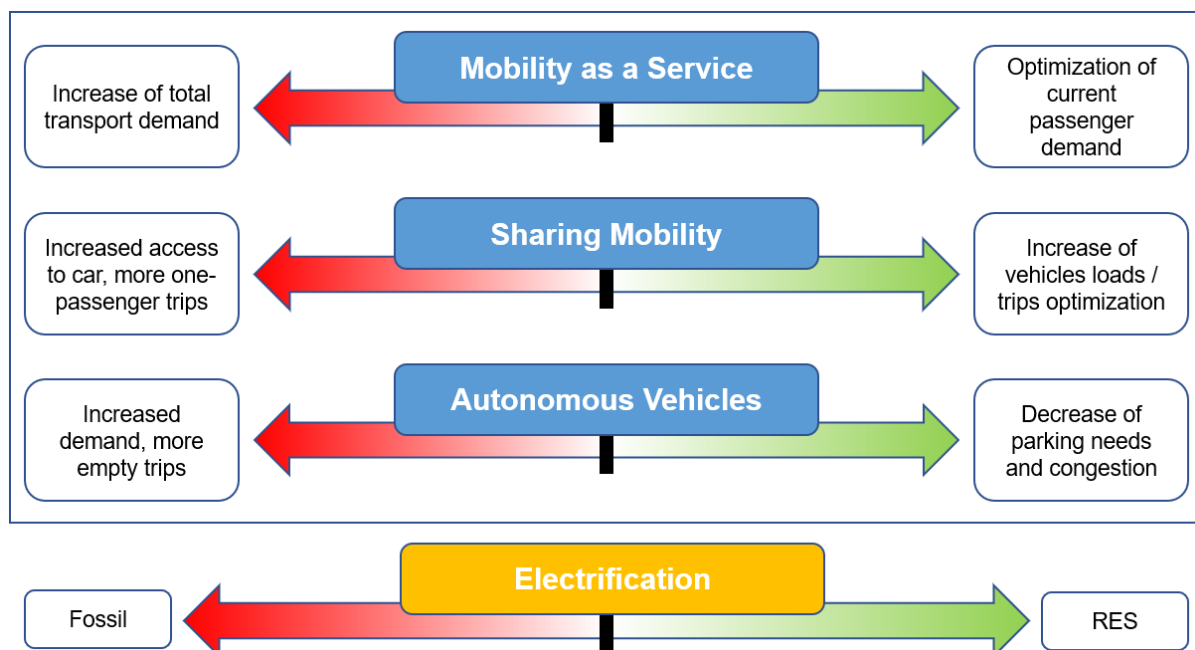 Mobility as a Service
Increase of total
transport demand
Optimization of
current
passenger
demand
Sharing Mobility
Increased access
to car, more one-
passenger trips
Increase of
vehicles loads /
trips optimization
Autonomous Vehicles
Increased
demand, more
empty trips
Decrease of
parking needs
and congestion
Electrification
Fossil
RES